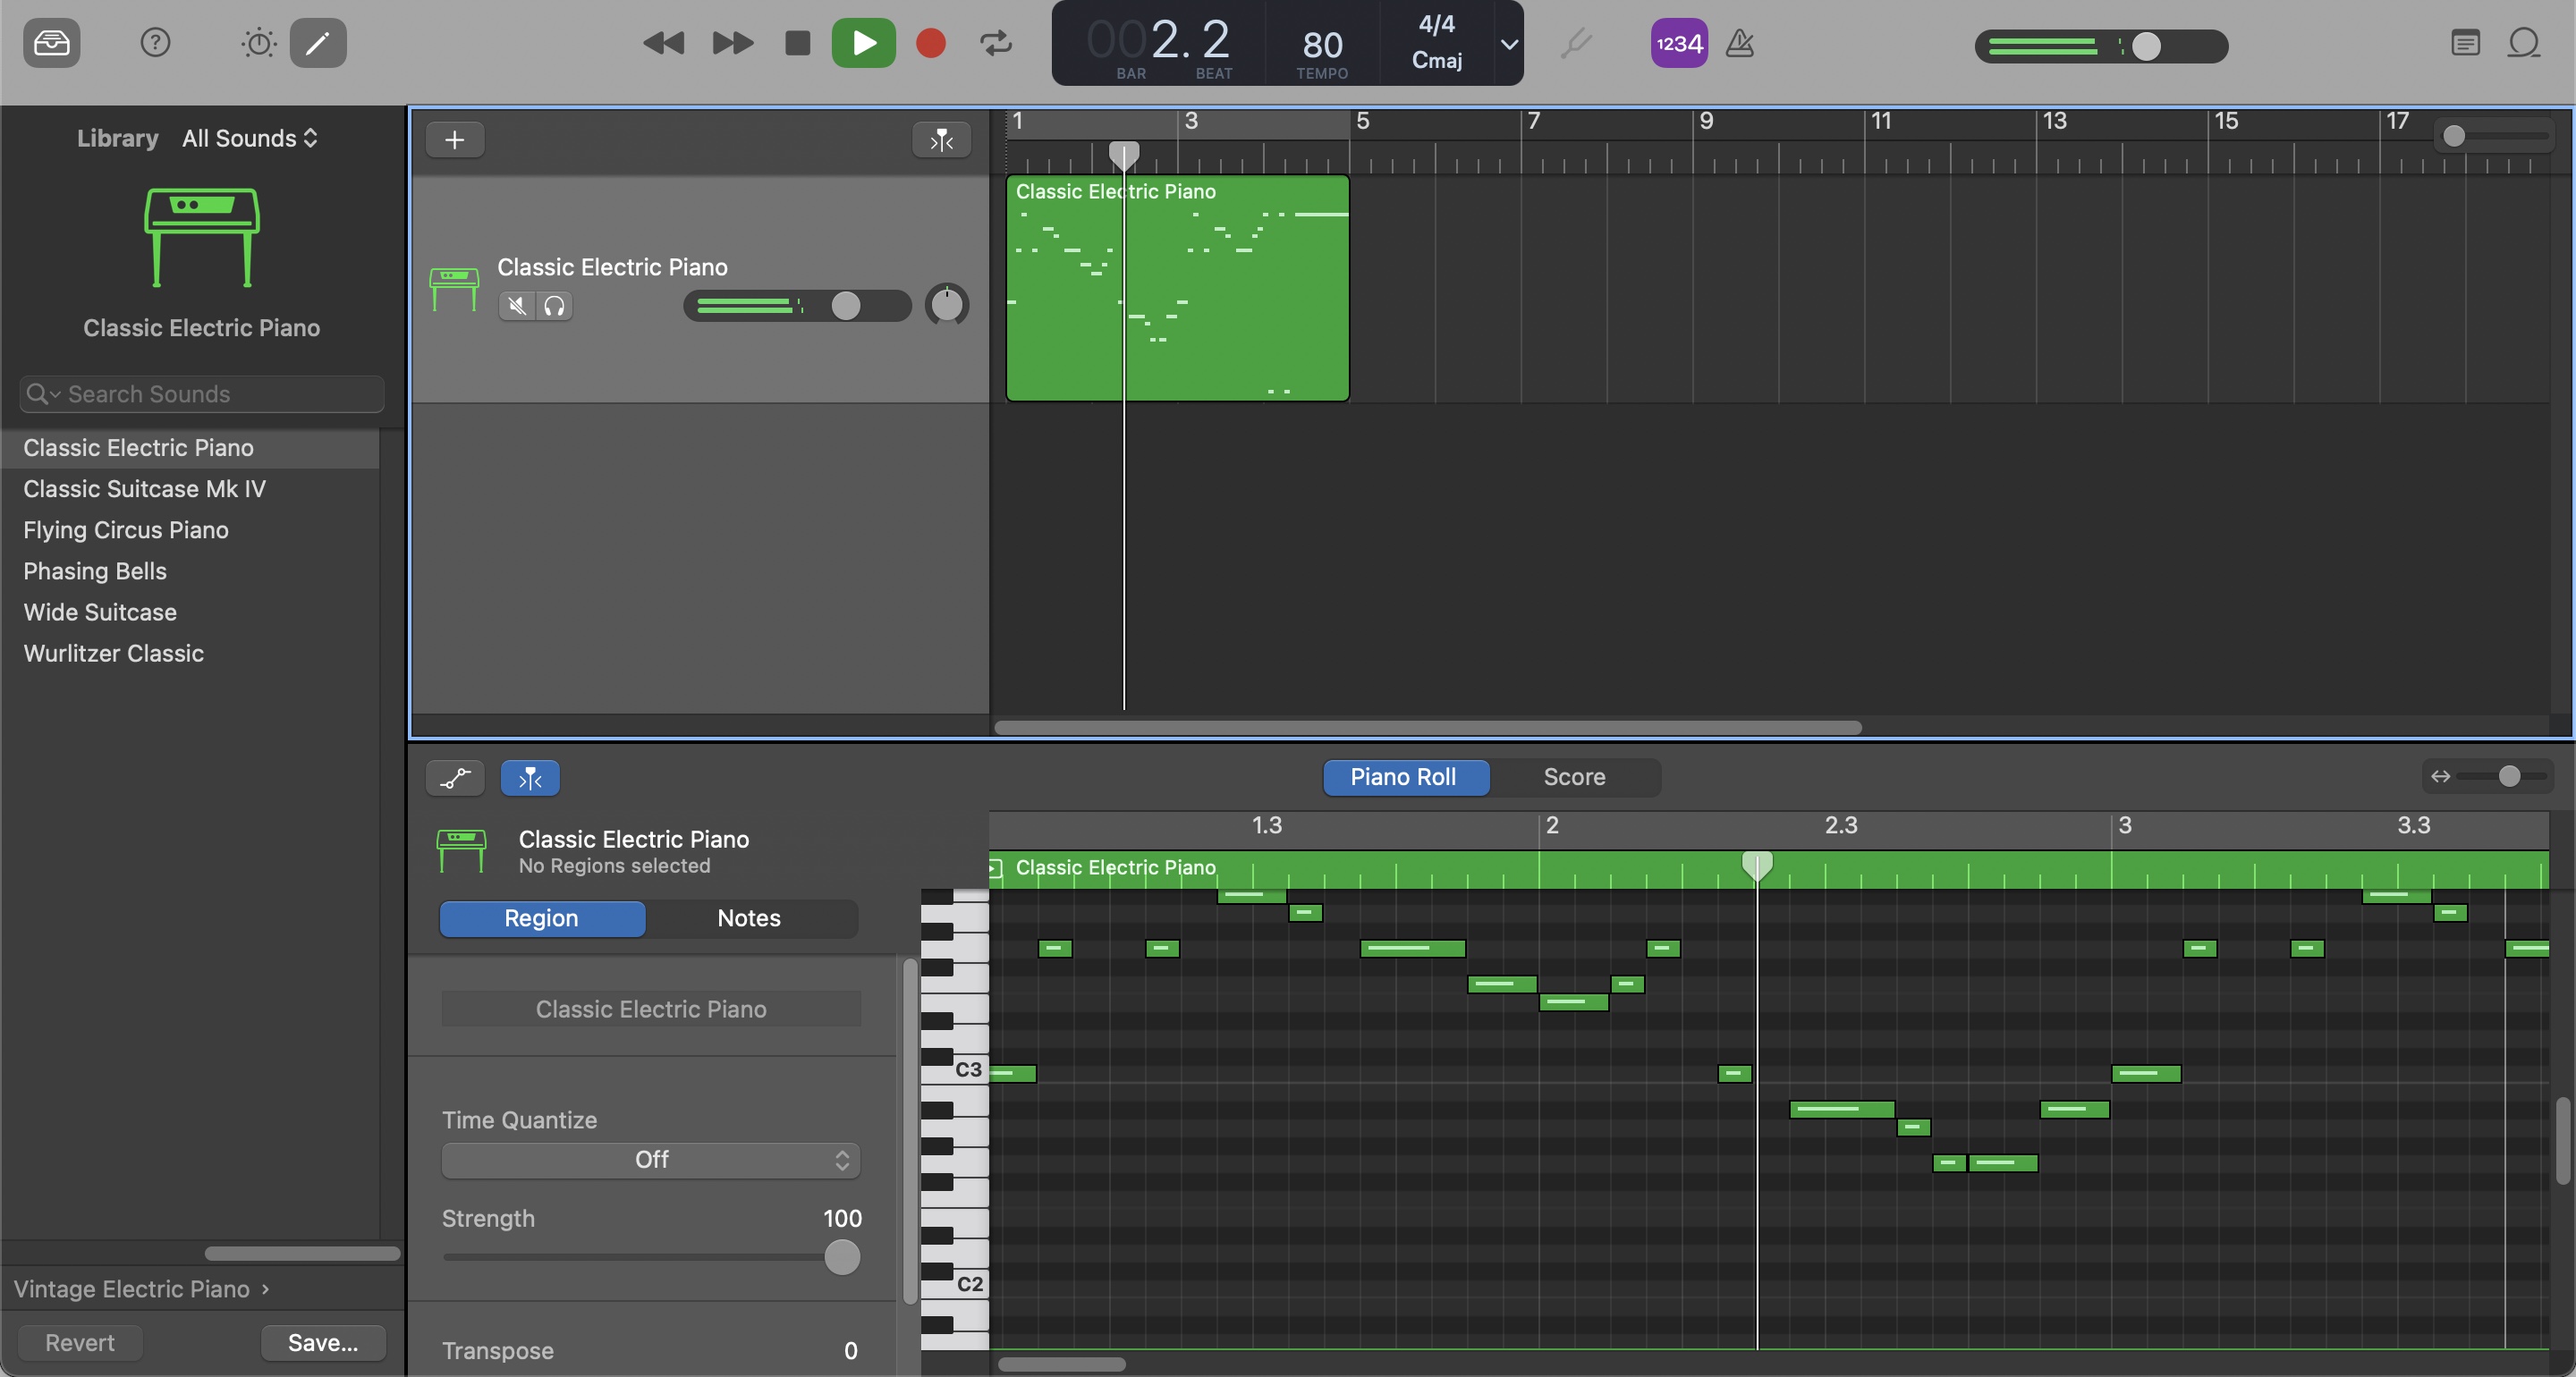 002. 2
BAR
BEAT
80
TEMPO
4/4
Cmaj
1234
Library
All Sounds
Classic Electric Piano
Search Sounds
Classic Electric Piano
Classic Suitcase Mk IV
Flying Circus Piano
Phasing Bells
Wide Suitcase
Wurlitzer Classic
Vintage Electric Piano ›
Revert
Save...
1
3
5
7
9
11
13
15
17
Classic Electric Piano
Classic Electric Piano
Piano Roll
Score
Classic Electric Piano
No Regions selected
Region
Notes
Classic Electric Piano
Time Quantize
Off
Strength
100
Transpose
0
1.3
2
2.3
3
3.3
Classic Electric Piano
C3
C2